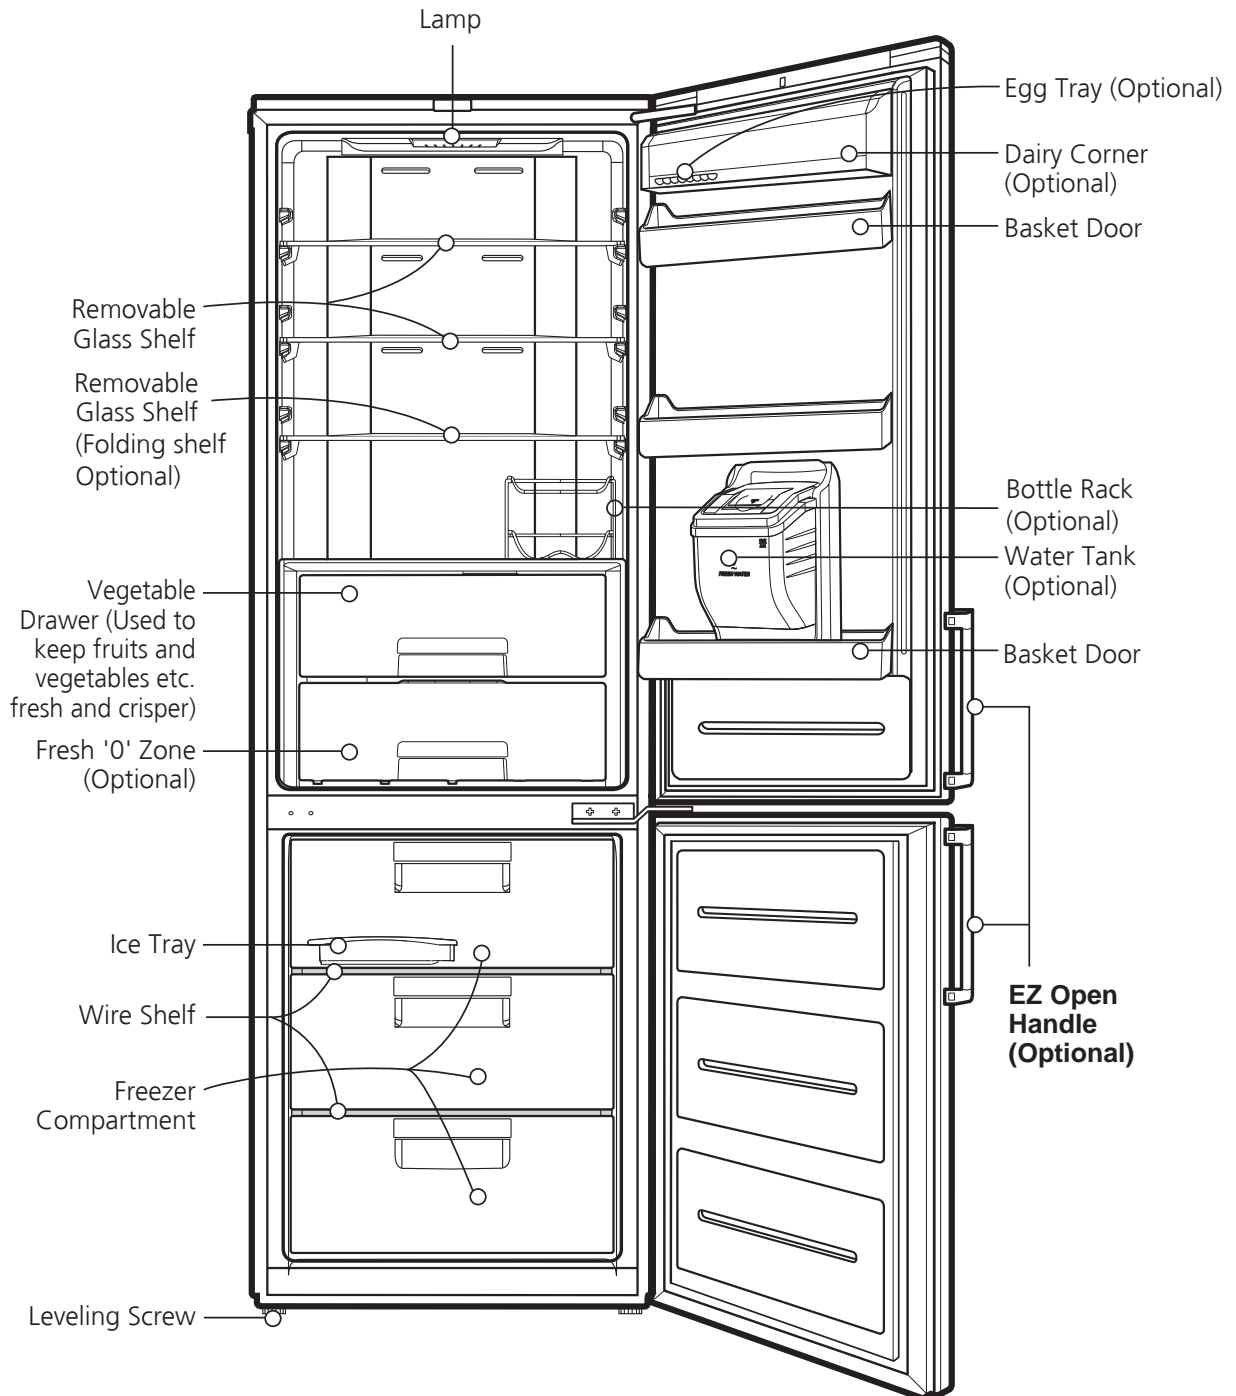 Lamp
Egg Tray (Optional)
Dairy Corner
(Optional)
Basket Door
Removable
Glass Shelf
Removable
Glass Shelf
(Folding shelf
Optional)
Bottle Rack
(Optional)
Water Tank
(Optional)
FRESH WATER
Vegetable
Drawer (Used to
keep fruits and
vegetables etc.
fresh and crisper)
Basket Door
Fresh '0' Zone
(Optional)
Ice Tray
Wire Shelf
EZ Open
Handle
(Optional)
Freezer
Compartment
Leveling Screw